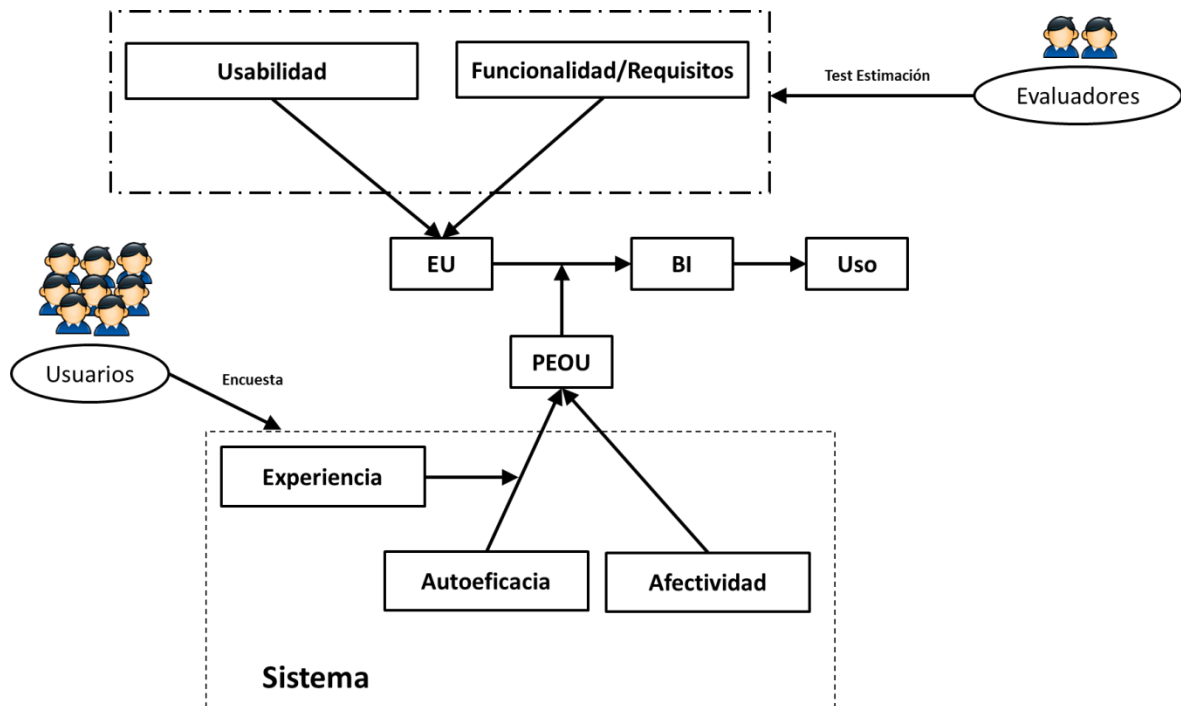 Usabilidad
Funcionalidad/Requisitos
Test Estimación
Evaluadores
EU
BI
Uso
PEOU
Usuarios
Encuesta
Experiencia
Autoeficacia
Afectividad
Sistema